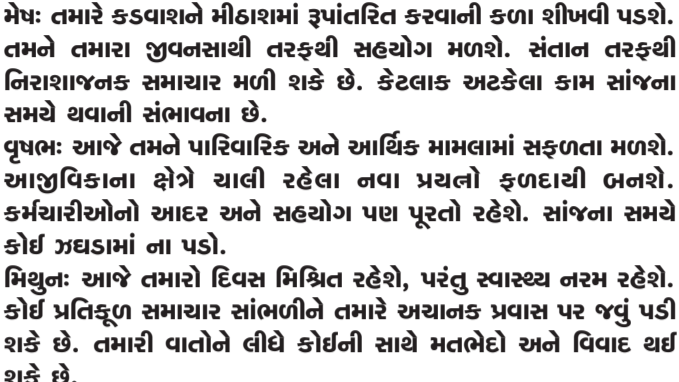 મેષઃ તમારે કડવાશને મીઠાશમાં રૂપાંતરિત કરવાની કળા શીખવી પડશે.
તમને તમારા જીવનસાથી તરફથી સહયોગ મળશે. સંતાન તરફથી
નિરાશાજનક સમાચાર મળી શકે છે. કેટલાક અટકેલા કામ સાંજના
સમયે થવાની સંભાવના છે.
વૃષભઃ આજે તમને પારિવારિક અને આર્થિક મામલામાં સફળતા મળશે.
આજીવિકાના ક્ષેત્રે ચાલી રહેલા નવા પ્રયત્નો ફળદાયી બનશે.
કર્મચારીઓનો આદર અને સહયોગ પણ પૂરતો રહેશે. સાંજના સમયે
કોઈ ઝઘડામાં ના પડો.
મિથુનઃ આજે તમારો દિવસ મિશ્રિત રહેશે, પરંતુ સ્વાસ્થ્ય નરમ રહેશે.
કોઈ પ્રતિકૂળ સમાચાર સાંભળીને તમારે અચાનક પ્રવાસ પર જવું પડી
શકે છે. તમારી વાતોને લીધે કોઈની સાથે મતભેદો અને વિવાદ થઈ
શકે છે.